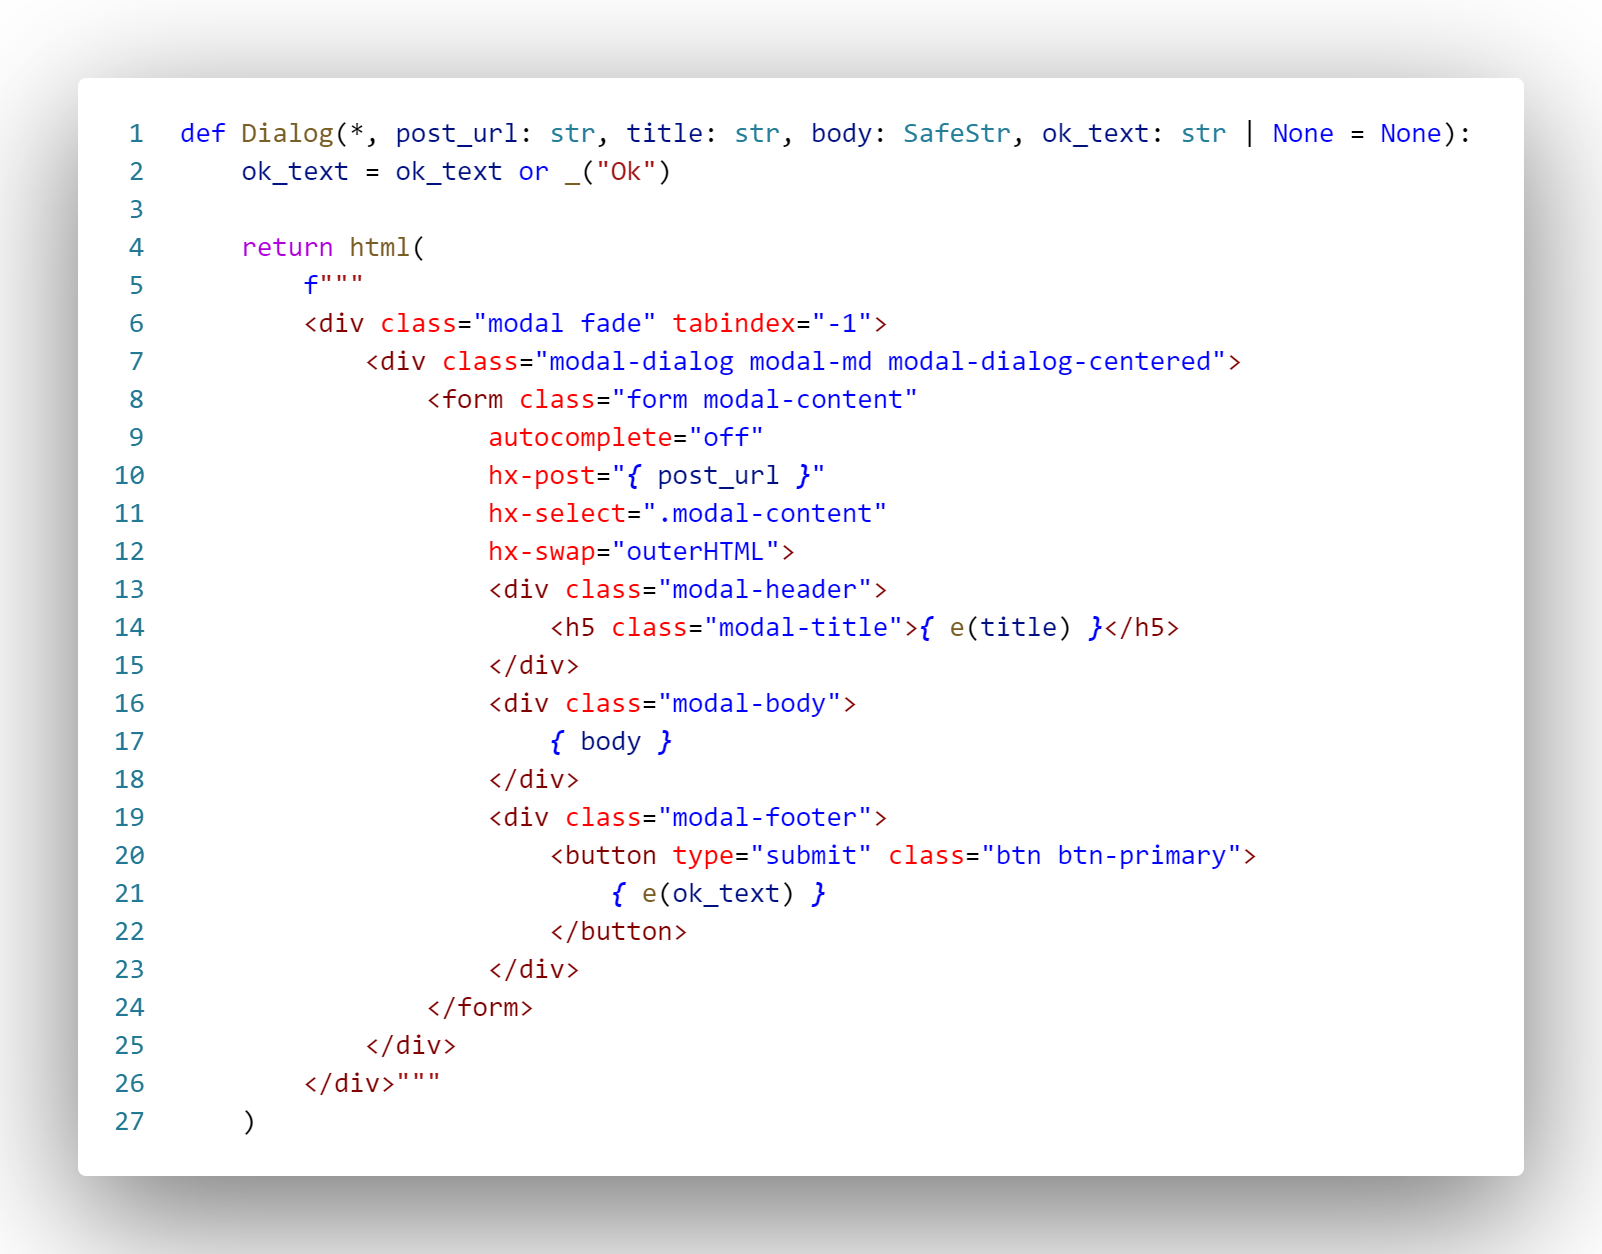 1 def Dialog(*, post_url: str, title: str, body: SafeStr, ok_text: str | None = None):
2     ok_text = ok_text or _("Ok")
3
4     return html(
5         f"""
6         <div class="modal fade" tabindex="-1">
7             <div class="modal-dialog modal-md modal-dialog-centered">
8                 <form class="form modal-content"
9                     autocomplete="off"
10                     hx-post="{ post_url }"
11                     hx-select=".modal-content"
12                     hx-swap="outerHTML">
13                     <div class="modal-header">
14                         <h5 class="modal-title">{ e(title) }</h5>
15                     </div>
16                     <div class="modal-body">
17                         { body }
18                     </div>
19                     <div class="modal-footer">
20                         <button type="submit" class="btn btn-primary">
21                             { e(ok_text) }
22                         </button>
23                     </div>
24                 </form>
25             </div>
26         </div>"""
27     )